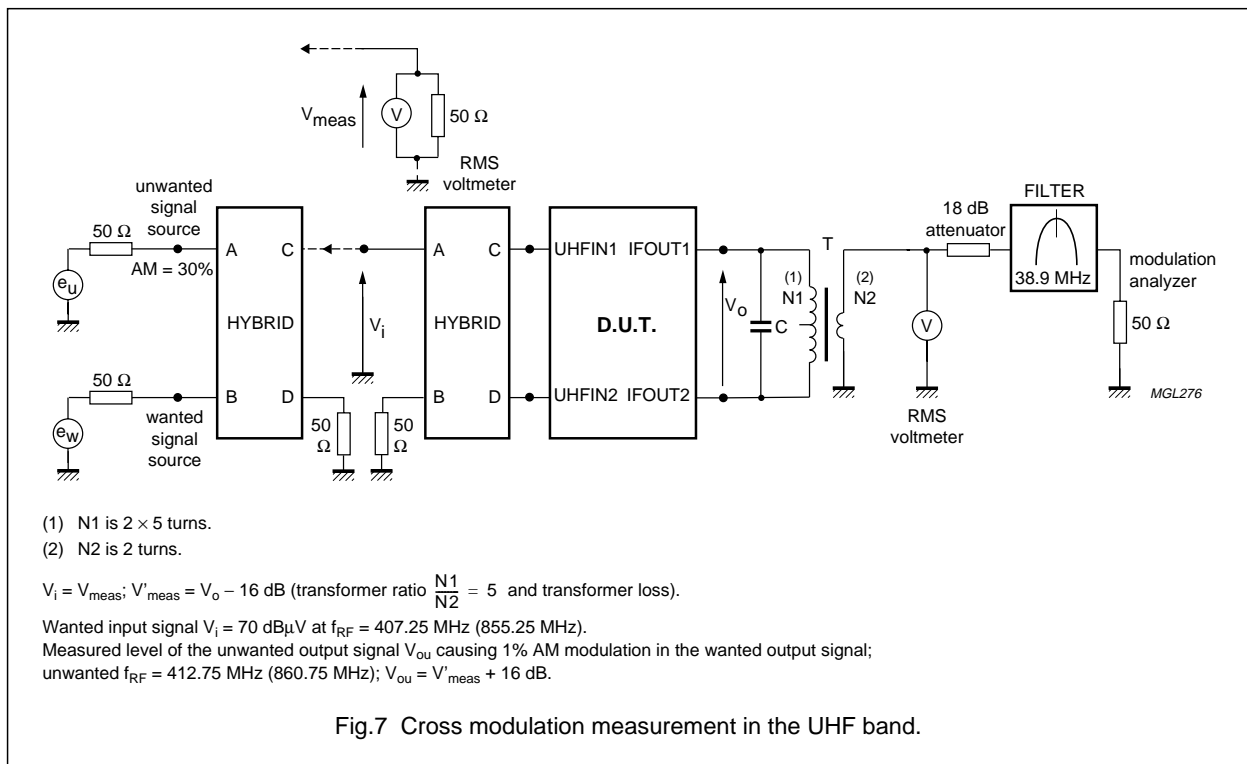 V meas
V
50 Ω
RMS
voltmeter
unwanted
signal
source
50 Ω
AM = 30%
e u
A
C
HYBRID
B
D
50 Ω
e w
wanted
signal
source
50
Ω
V i
50
Ω
A
C
HYBRID
B
D
UHFIN1
IFOUT1
D.U.T.
UHFIN2
IFOUT2
V o
C
(1)
N1
T
(2)
N2
V
RMS
voltmeter
18 dB
attenuator
FILTER
38.9 MHz
modulation
analyzer
50 Ω
MGL276
(1) N1 is 2 × 5 turns.
(2) N2 is 2 turns.
Vi = Vmeas; V'meas = Vo – 16 dB (transformer ratio N1/N2 = 5 and transformer loss).
Wanted input signal Vi = 70 dBμV at fRF = 407.25 MHz (855.25 MHz).
Measured level of the unwanted output signal Vou causing 1% AM modulation in the wanted output signal;
unwanted fRF = 412.75 MHz (860.75 MHz); Vou = V'meas + 16 dB.
Fig.7 Cross modulation measurement in the UHF band.